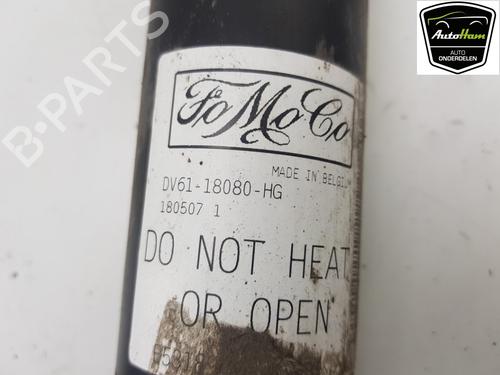 AutoHam
AUTO
ONDERDELEN
B-PARTS
FoMoCo
MADE IN BELGIUM
DV61-18080-HG
180507 1
DO NOT HEAT
OR OPEN